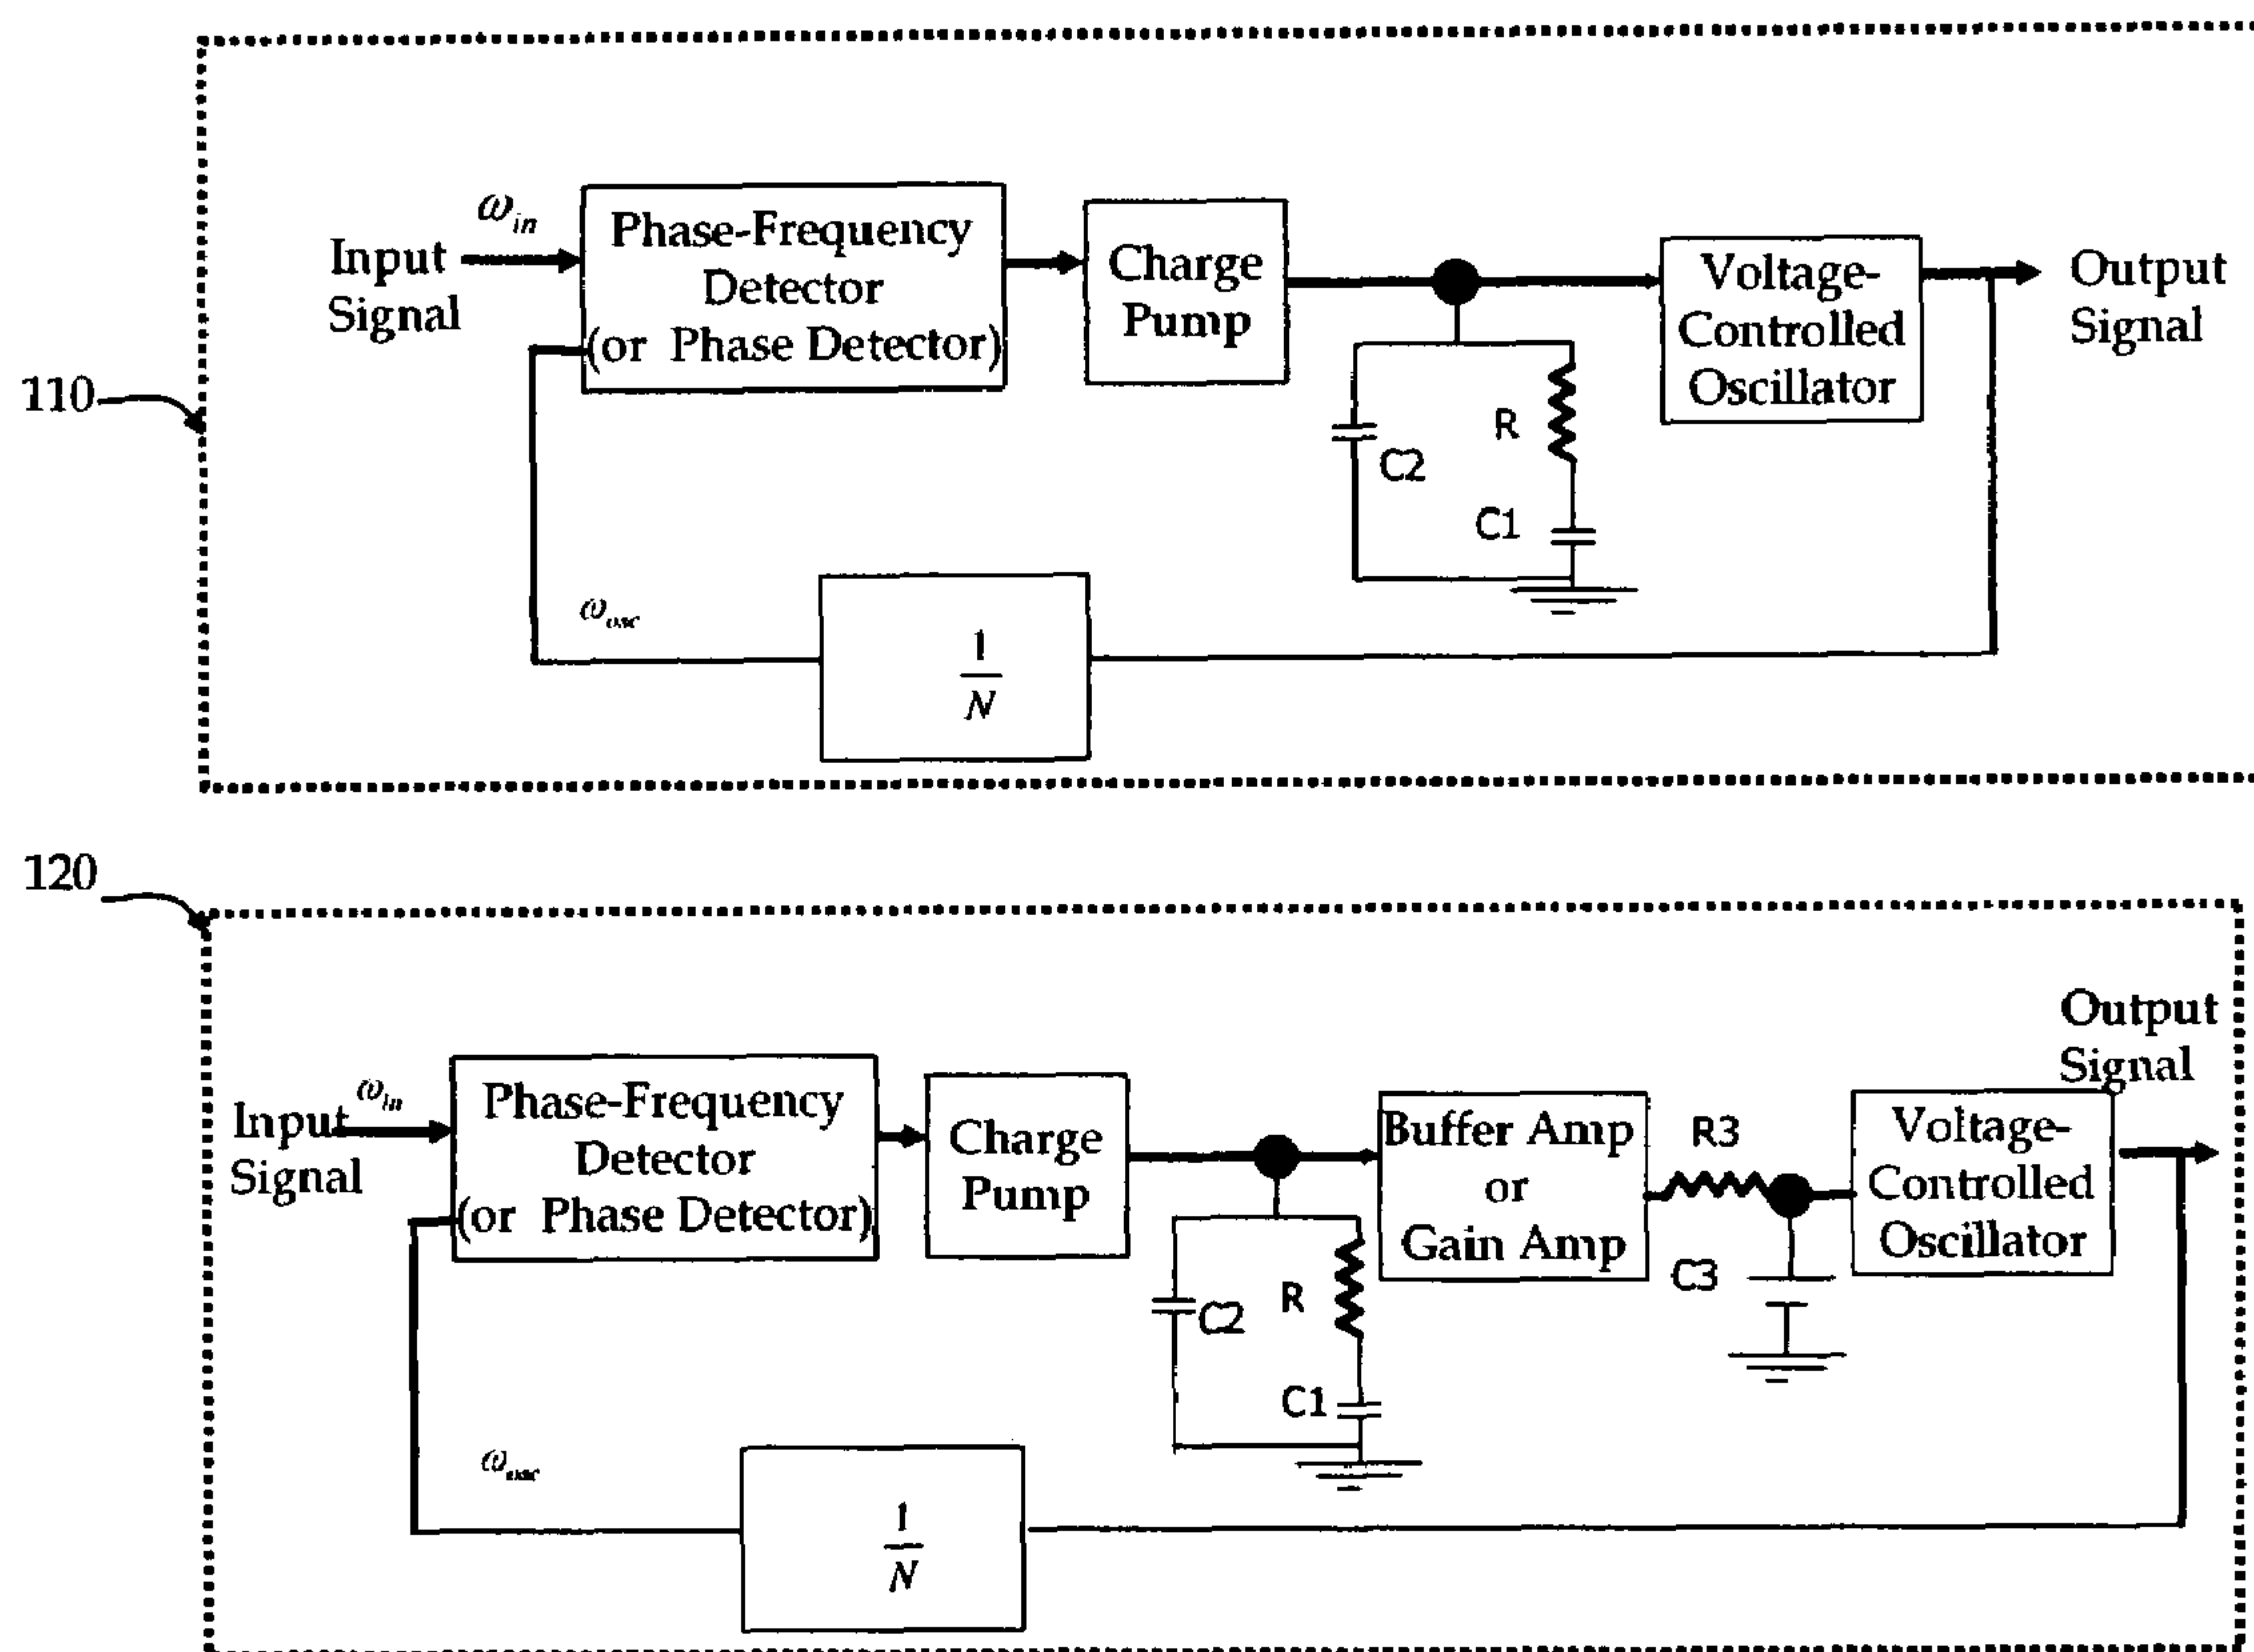 ω_in
Input
Signal
Phase-Frequency
Detector
(or Phase Detector)
Charge
Pump
Voltage-
Controlled
Oscillator
Output
Signal
110
R
C2
C1
ω_osc
1
N
120
Output
Signal
ω_in
Input
Signal
Phase-Frequency
Detector
(or Phase Detector)
Charge
Pump
Buffer Amp
or
Gain Amp
R3
Voltage-
Controlled
Oscillator
C3
C2
R
C1
ω_osc
1
N